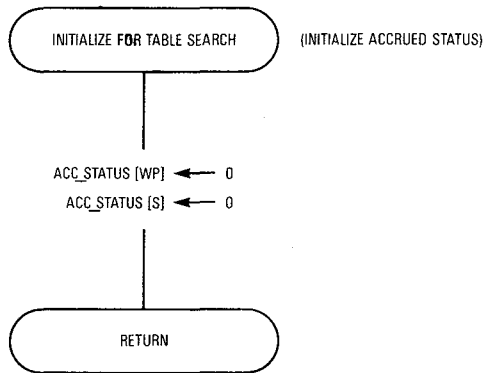 INITIALIZE FOR TABLE SEARCH (INITIALIZE ACCRUED STATUS)
ACC_STATUS [WP] ← 0
ACC_STATUS [S] ← 0
RETURN